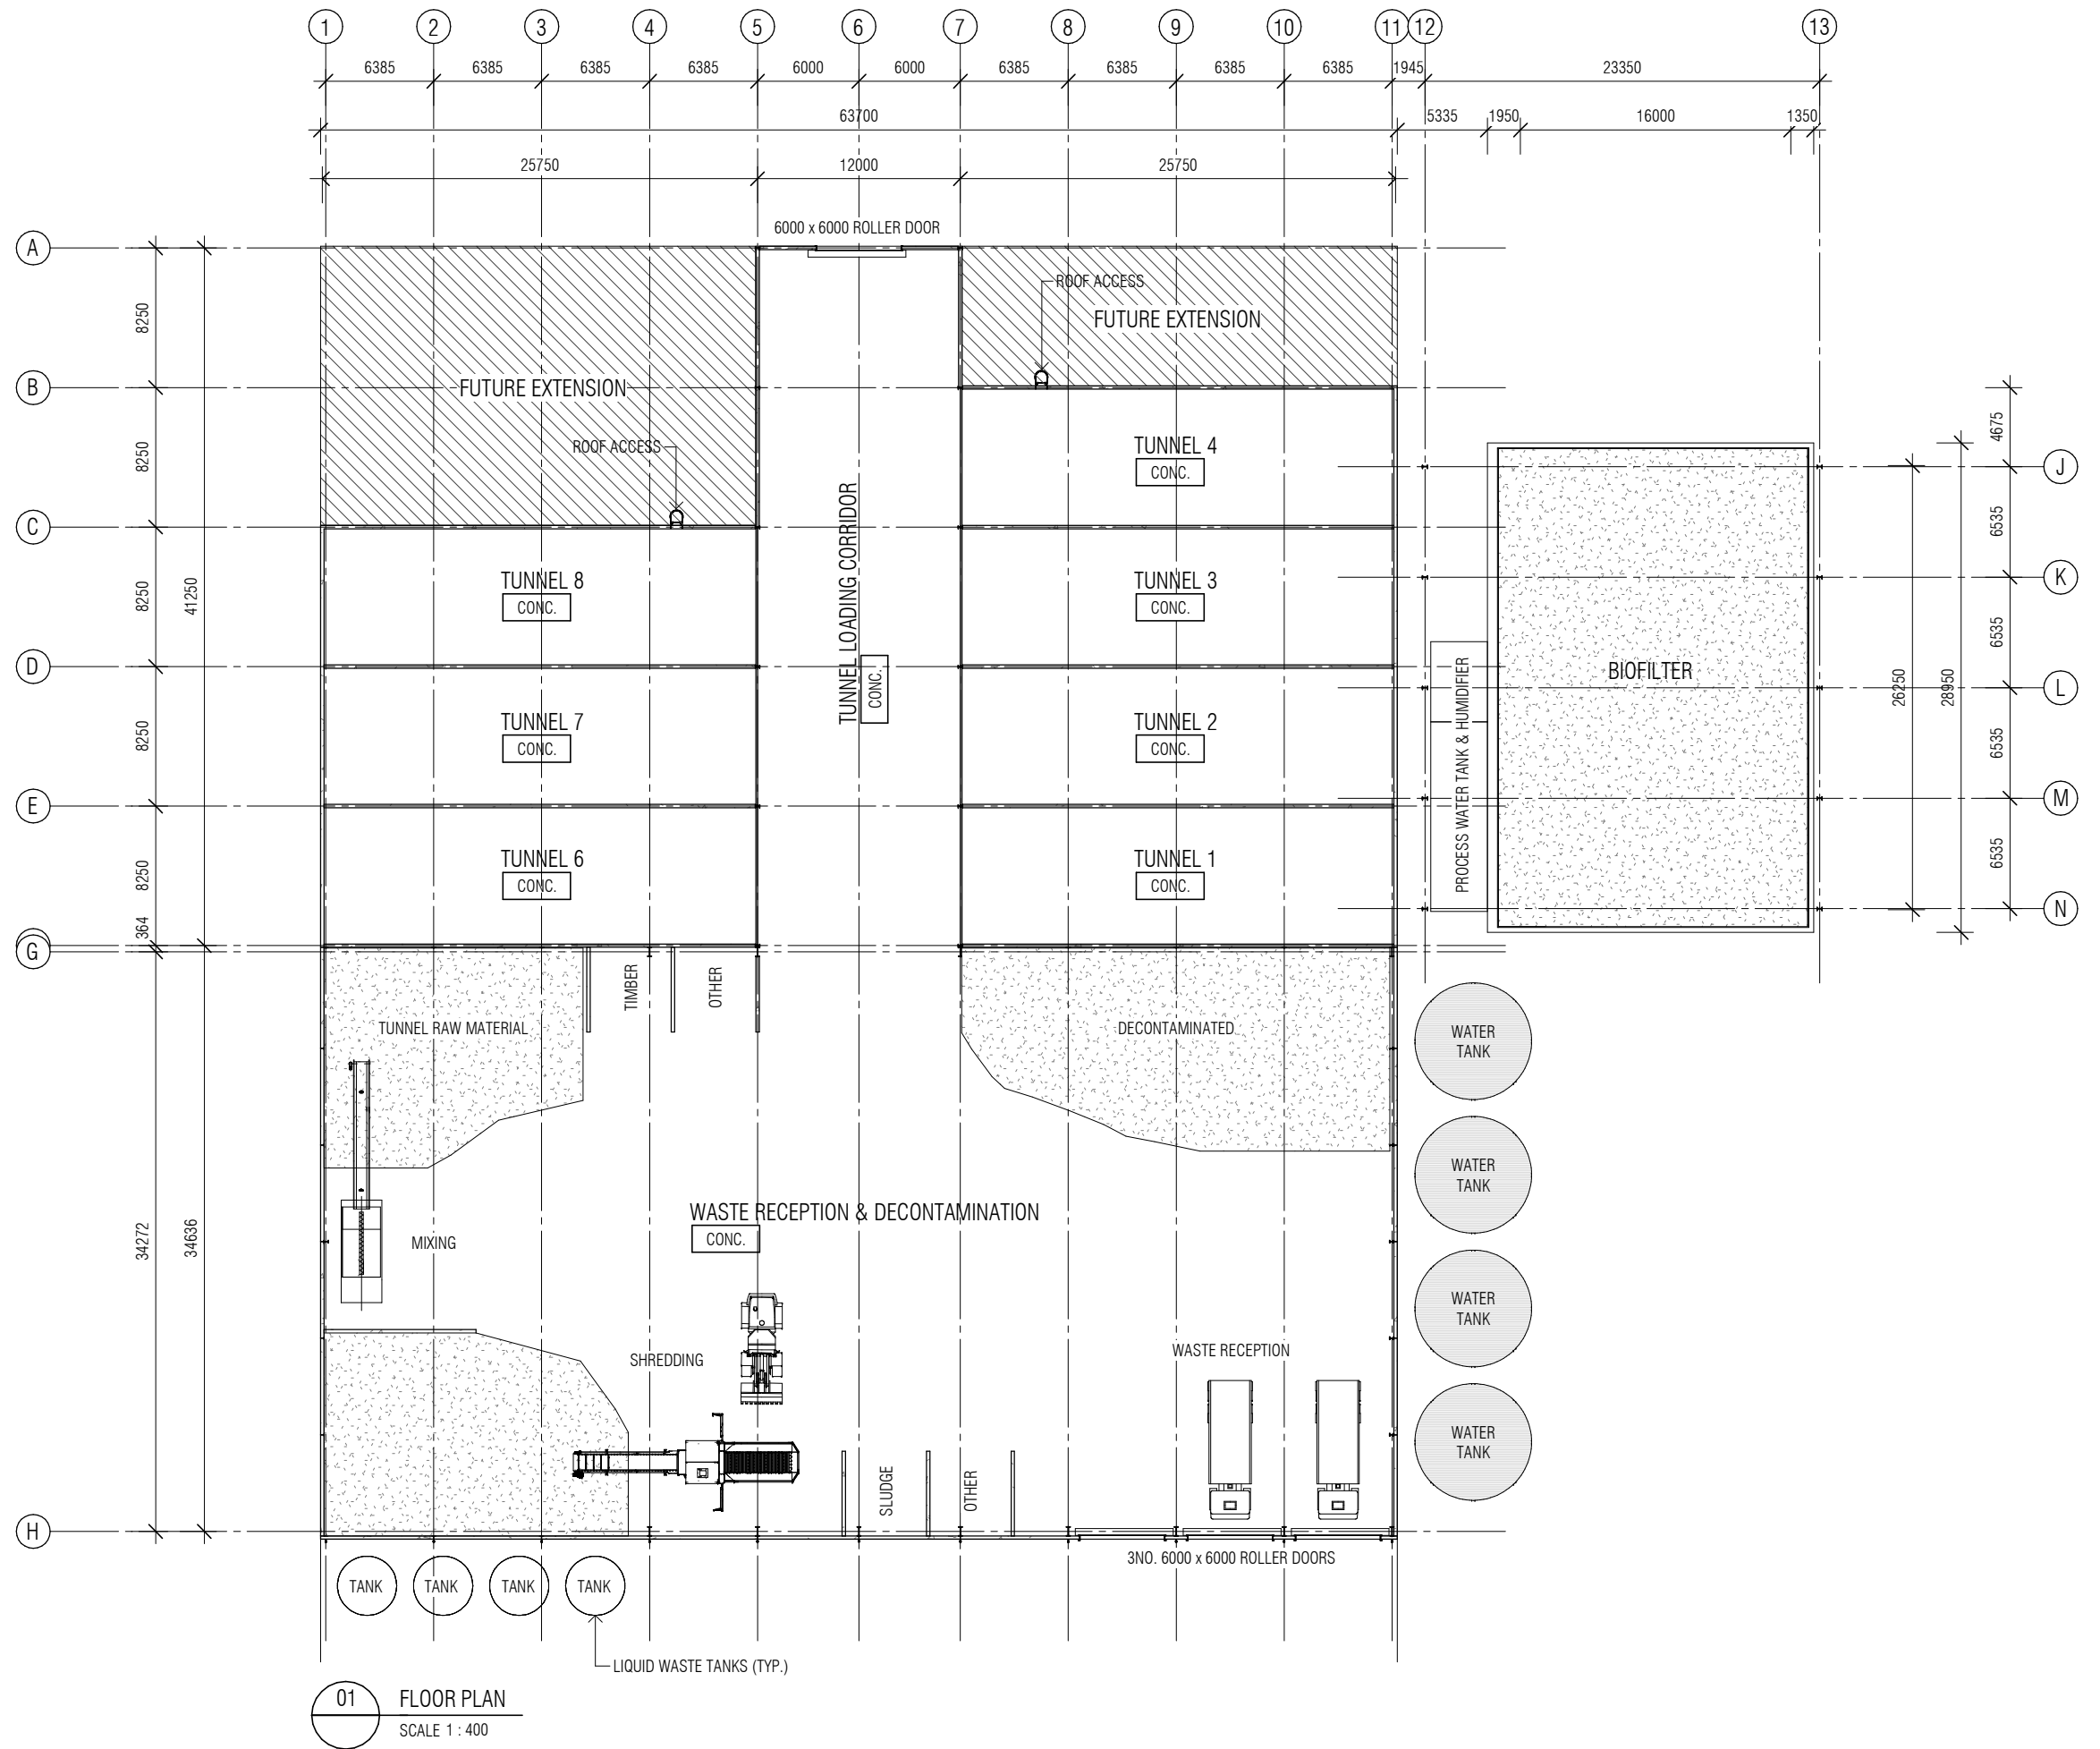 1 2 3 4 5 6 7 8 9 10 11 12 13
6385 6385 6385 6385 6000 6000 6385 6385 6385 6385 1945 23350
63700 5335 1950 16000 1350
25750 12000 25750
6000 x 6000 ROLLER DOOR
A
ROOF ACCESS
8250
FUTURE EXTENSION
B
FUTURE EXTENSION
4675
8250
ROOF ACCESS
TUNNEL 4
CONC.
J
C
6535
TUNNEL LOADING CORRIDOR
CONC.
8250
41250
TUNNEL 8
CONC.
TUNNEL 3
CONC.
K
6535
D
PROCESS WATER TANK & HUMIDIFIER
BIOFILTER
26250
28950
L
8250
TUNNEL 7
CONC.
TUNNEL 2
CONC.
6535
E
M
8250
TUNNEL 6
CONC.
TUNNEL 1
CONC.
6535
N
364
G
TIMBER
OTHER
TUNNEL RAW MATERIAL
DECONTAMINATED
WATER
TANK
WATER
TANK
WASTE RECEPTION & DECONTAMINATION
CONC.
34272
34636
MIXING
WATER
TANK
SHREDDING
WASTE RECEPTION
WATER
TANK
SLUDGE
OTHER
H
3NO. 6000 x 6000 ROLLER DOORS
TANK TANK TANK TANK
LIQUID WASTE TANKS (TYP.)
01 FLOOR PLAN
SCALE 1 : 400